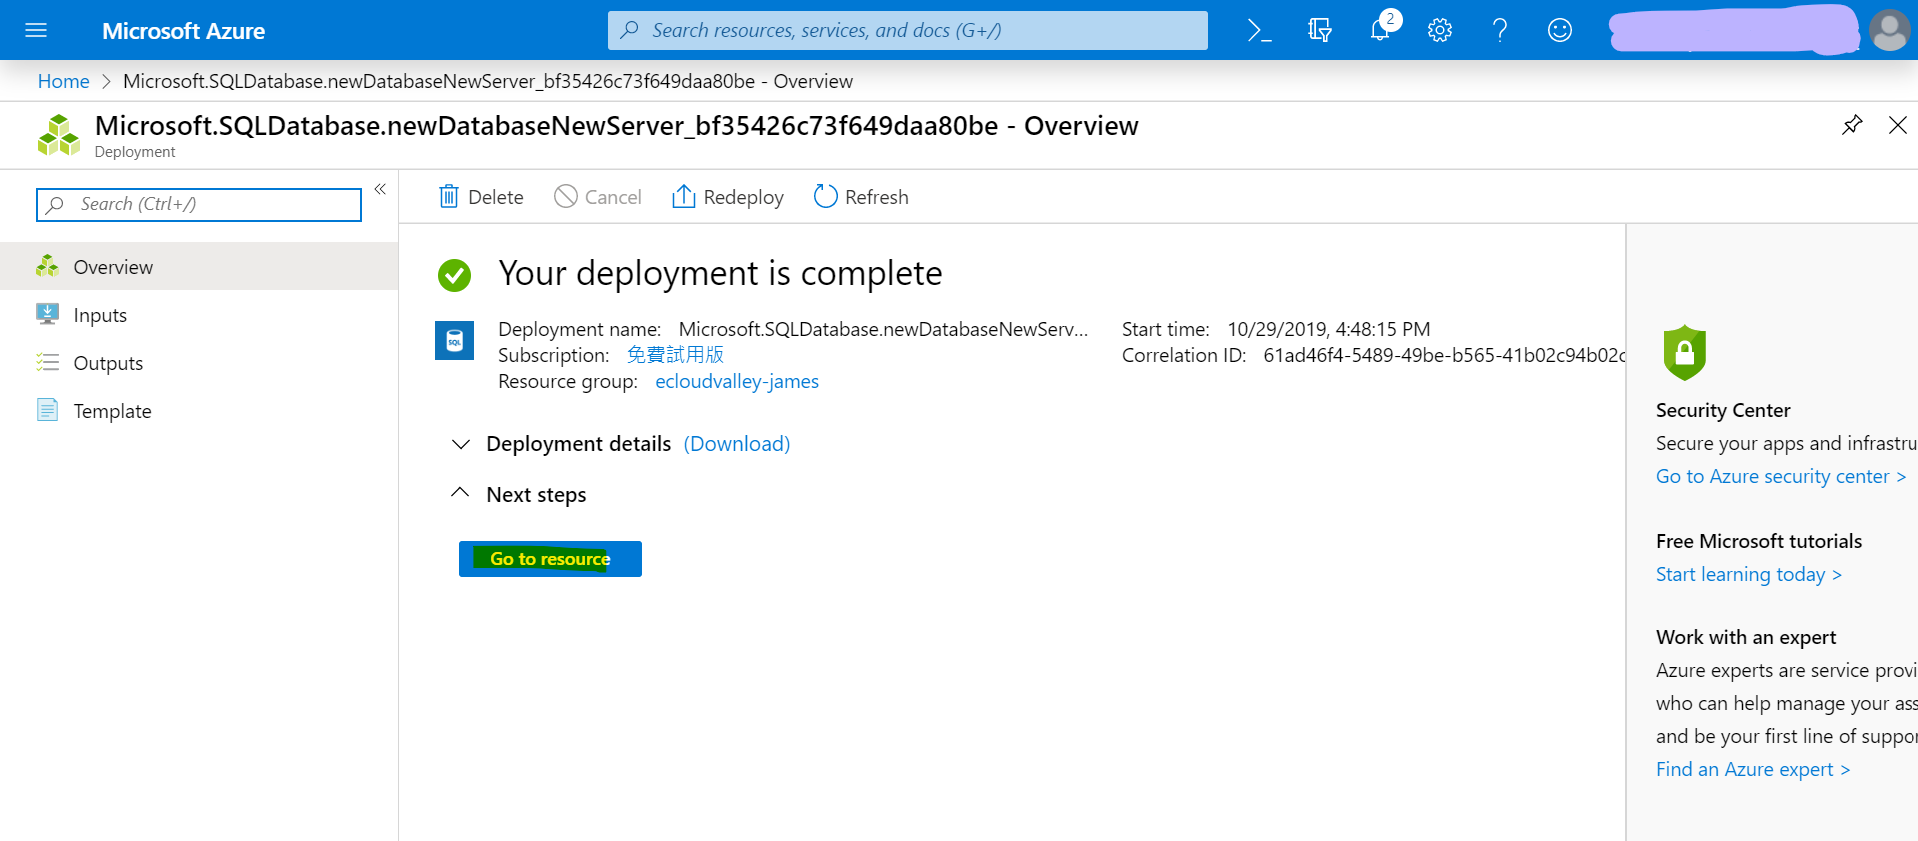 Microsoft Azure
Search resources, services, and docs (G+/)
2
Home > Microsoft.SQLDatabase.newDatabaseNewServer_bf35426c73f649daa80be - Overview
Microsoft.SQLDatabase.newDatabaseNewServer_bf35426c73f649daa80be - Overview
Deployment
Search (Ctrl+/)
«
Overview
Inputs
Outputs
Template
Delete
Cancel
Redeploy
Refresh
Your deployment is complete
SQL
Deployment name: Microsoft.SQLDatabase.newDatabaseNewServ...
Subscription: 免費試用版
Resource group: ecloudvalley-james
Start time: 10/29/2019, 4:48:15 PM
Correlation ID: 61ad46f4-5489-49be-b565-41b02c94b02c
Deployment details (Download)
Next steps
Go to resource
Security Center
Secure your apps and infrastru
Go to Azure security center >
Free Microsoft tutorials
Start learning today >
Work with an expert
Azure experts are service provi
who can help manage your ass
and be your first line of suppor
Find an Azure expert >